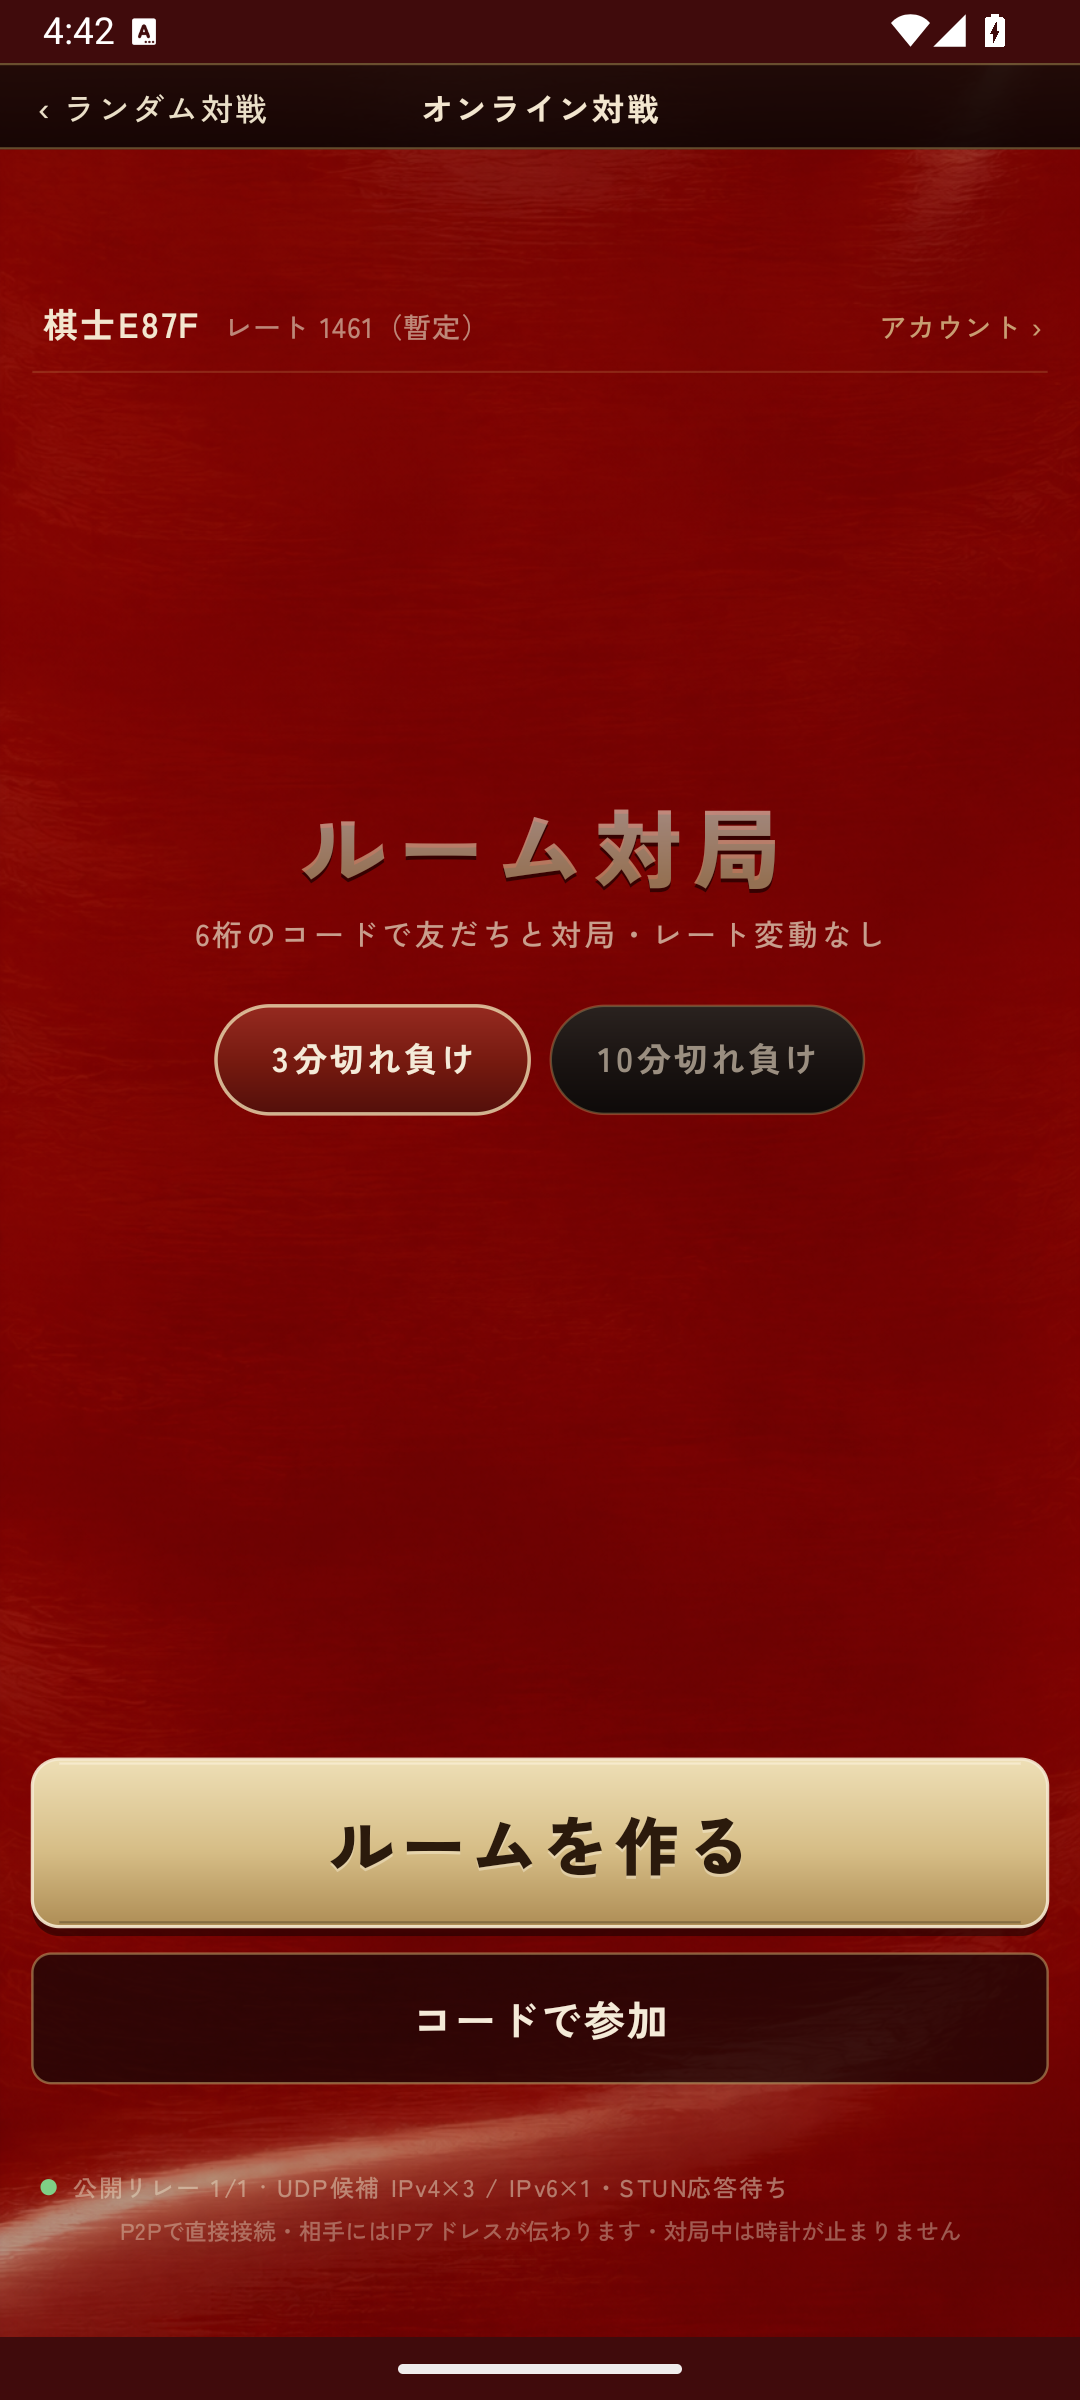 4:42
‹ ランダム対戦 オンライン対戦
棋士E87F レート 1461（暫定） アカウント ›
ルーム対局
6桁のコードで友だちと対局・レート変動なし
3分切れ負け 10分切れ負け
ルームを作る
コードで参加
公開リレー 1/1 · UDP候補 IPv4×3 / IPv6×1・STUN応答待ち
P2Pで直接接続・相手にはIPアドレスが伝わります・対局中は時計が止まりません